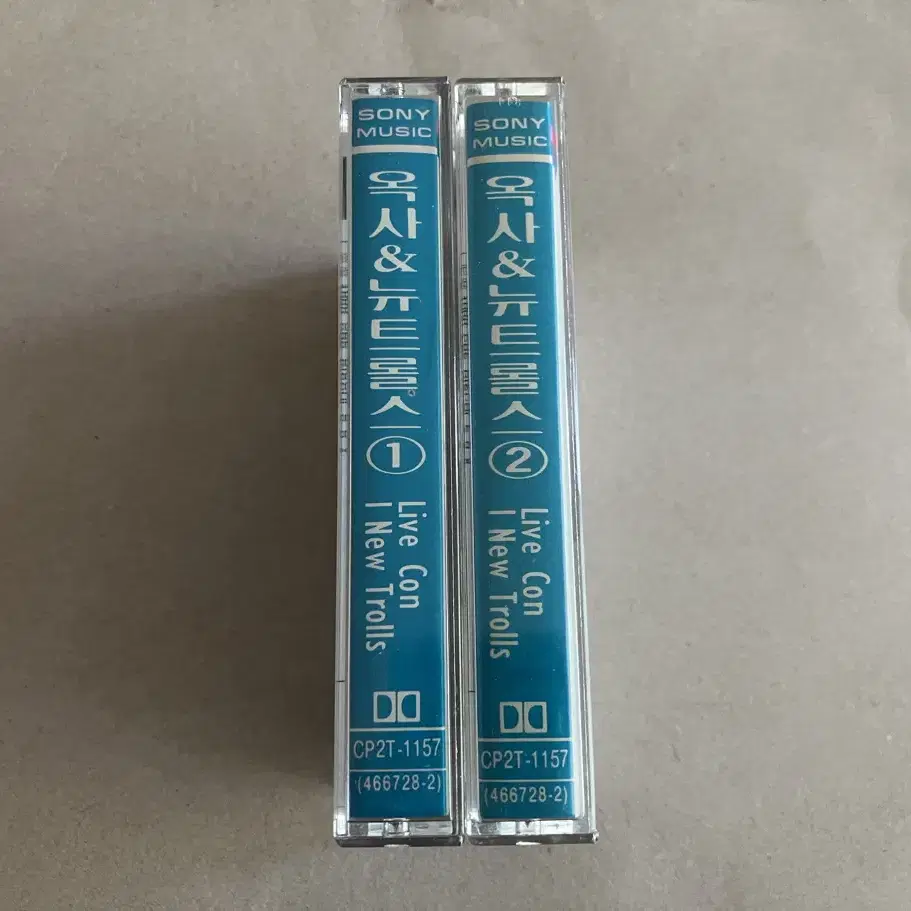 SONY
MUSIC
옥사&뉴트롤스 1
Live Con
I New Trolls
CP2T-1157
(466728-2)
SONY
MUSIC
옥사&뉴트롤스 2
Live Con
I New Trolls
CP2T-1157
(466728-2)